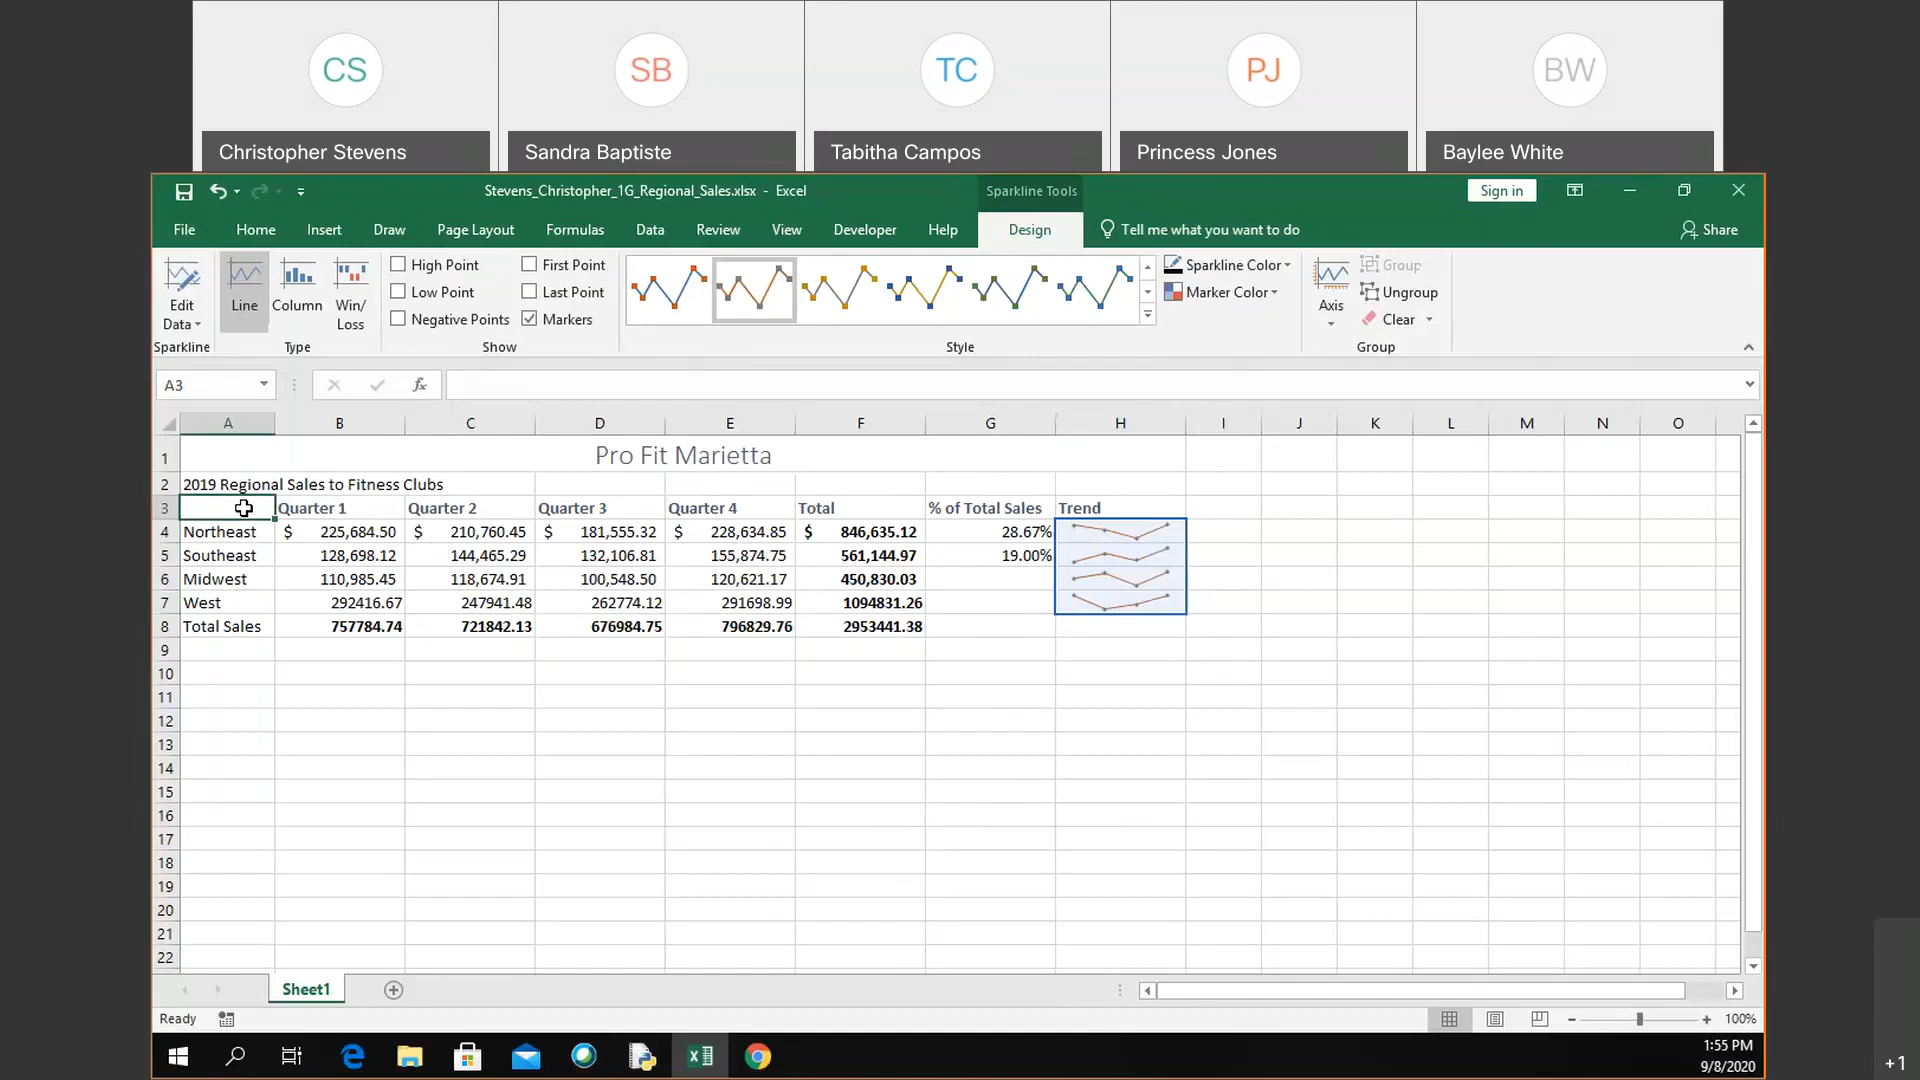 CS
SB
TC
PJ
BW
Christopher Stevens
Sandra Baptiste
Tabitha Campos
Princess Jones
Baylee White
Stevens_Christopher_1G_Regional_Sales.xlsx - Excel
Sparkline Tools
Sign in
File Home Insert Draw Page Layout Formulas Data Review View Developer Help Design Tell me what you want to do Share
Edit Data
Line
Column
Win/
Loss
High Point
First Point
Low Point
Last Point
Negative Points
Markers
Sparkline Color
Marker Color
Axis
Group
Ungroup
Clear
Sparkline Type Show Style Group
A3
fx
A B C D E F G H I J K L M N O
1 Pro Fit Marietta
2 2019 Regional Sales to Fitness Clubs
3 Quarter 1 Quarter 2 Quarter 3 Quarter 4 Total % of Total Sales Trend
4 Northeast $ 225,684.50 $ 210,760.45 $ 181,555.32 $ 228,634.85 $ 846,635.12 28.67%
5 Southeast 128,698.12 144,465.29 132,106.81 155,874.75 561,144.97 19.00%
6 Midwest 110,985.45 118,674.91 100,548.50 120,621.17 450,830.03
7 West 292416.67 247941.48 262774.12 291698.99 1094831.26
8 Total Sales 757784.74 721842.13 676984.75 796829.76 2953441.38
9
10
11
12
13
14
15
16
17
18
19
20
21
22
Sheet1
Ready
100%
1:55 PM
9/8/2020
+1